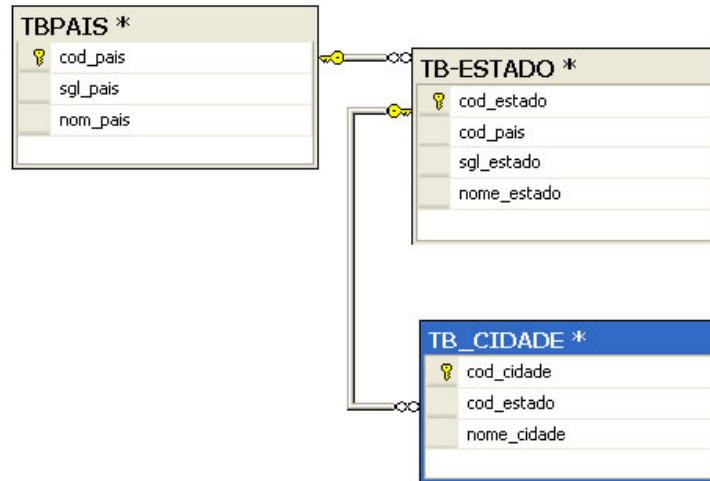 TBPAIS *
cod_pais
sgl_pais
nom_pais
TB-ESTADO *
cod_estado
cod_pais
sgl_estado
nome_estado
TB_CIDADE *
cod_cidade
cod_estado
nome_cidade